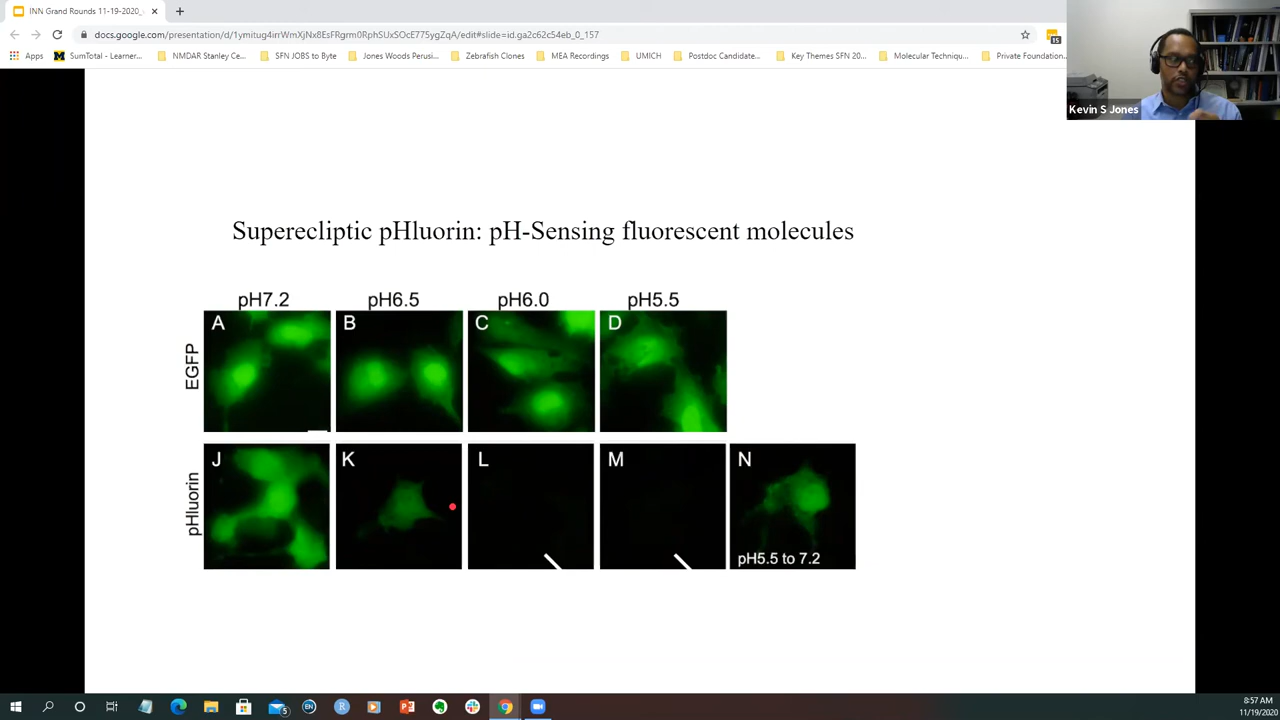 INN Grand Rounds 11-19-2020_
docs.google.com/presentation/d/1ymitug4irrWmXjNx8EsFRgrm0RphSUxSOcE775ygZqA/edit#slide=id.ga2c62c54eb_0_157
15
Apps
SumTotal - Learner...
NMDAR Stanley Ce...
SFN JOBS to Byte
Jones Woods Perusi...
Zebrafish Clones
MEA Recordings
UMICH
Postdoc Candidate...
Key Themes SFN 20...
Molecular Techniqu...
Private Foundation...
Kevin S Jones
Superecliptic pHluorin: pH-Sensing fluorescent molecules
pH7.2 pH6.5 pH6.0 pH5.5
EGFP
A B C D
pHluorin
J K L M N
pH5.5 to 7.2
8:57 AM
11/19/2020